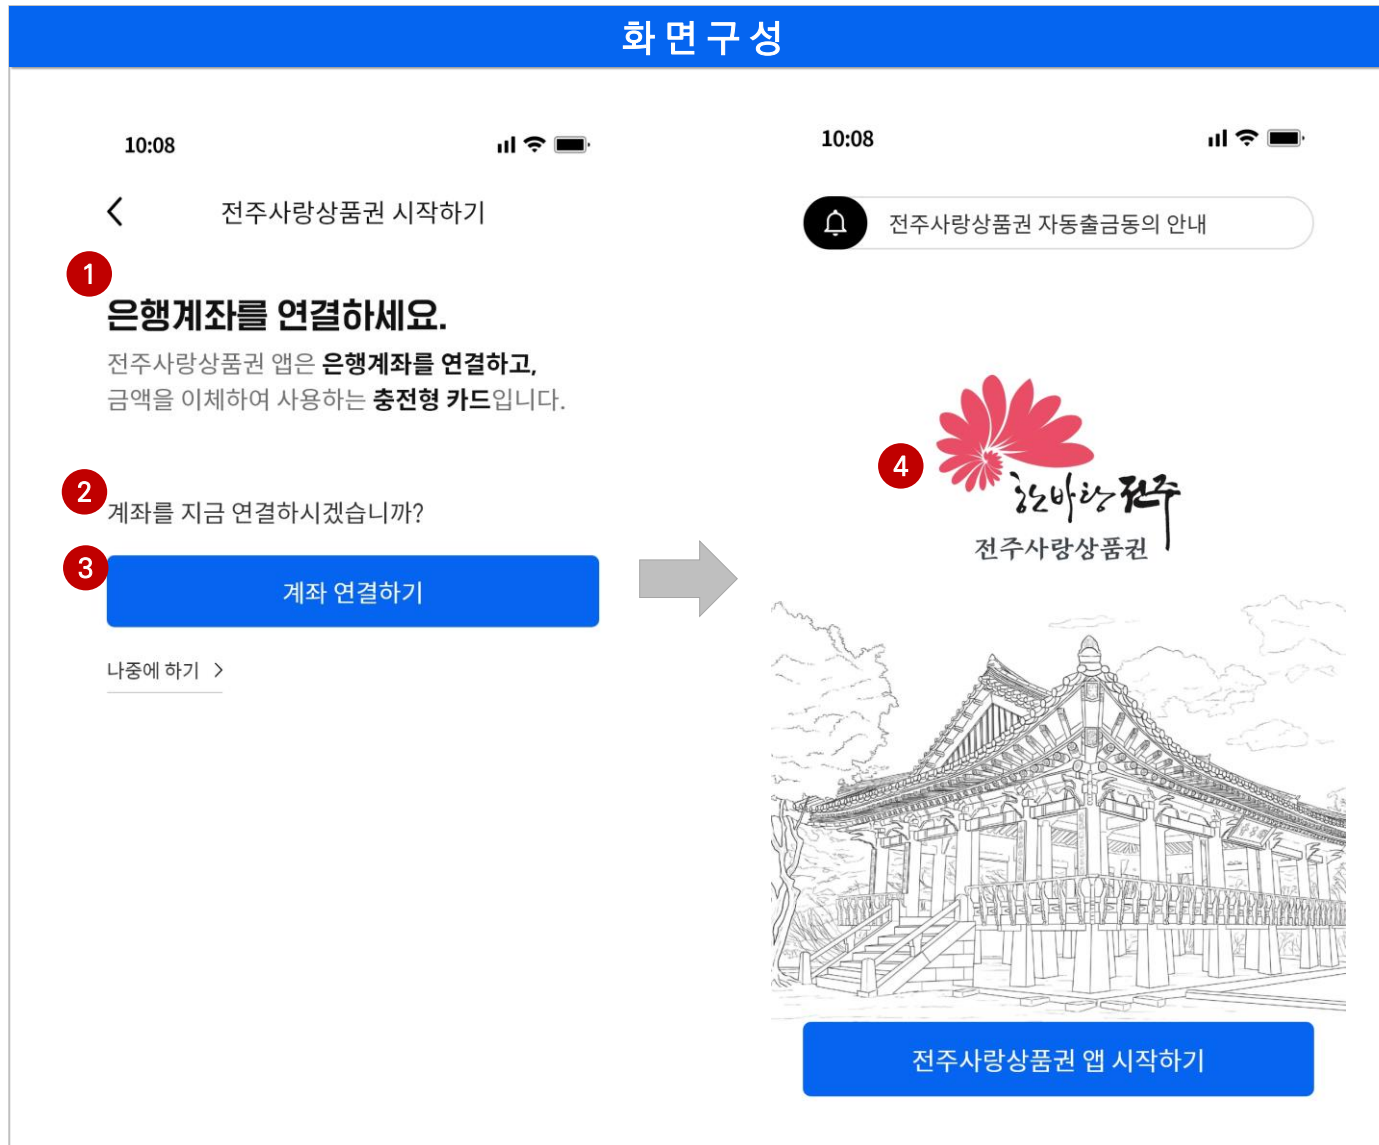 화면구성
10:08
전주사랑상품권 시작하기
1
은행계좌를 연결하세요.
전주사랑상품권 앱은 은행계좌를 연결하고,
금액을 이체하여 사용하는 충전형 카드입니다.
2
계좌를 지금 연결하시겠습니까?
3
계좌 연결하기
나중에 하기 >
10:08
전주사랑상품권 자동출금동의 안내
4
한바탕 전주
전주사랑상품권
전주사랑상품권 앱 시작하기